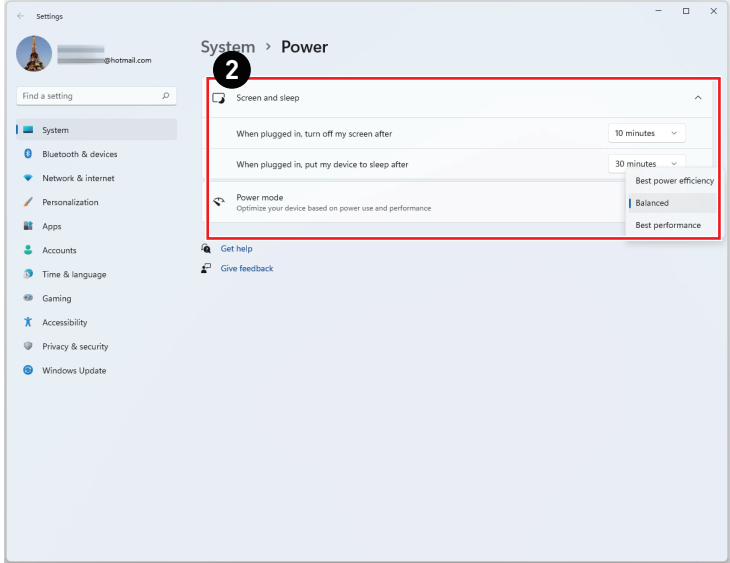 Settings
@hotmail.com
Find a setting
System
Bluetooth & devices
Network & internet
Personalization
Apps
Accounts
Time & language
Gaming
Accessibility
Privacy & security
Windows Update
System > Power
2
Screen and sleep
When plugged in, turn off my screen after 10 minutes
When plugged in, put my device to sleep after 30 minutes
Power mode
Optimize your device based on power use and performance
Best power efficiency
Balanced
Best performance
Get help
Give feedback